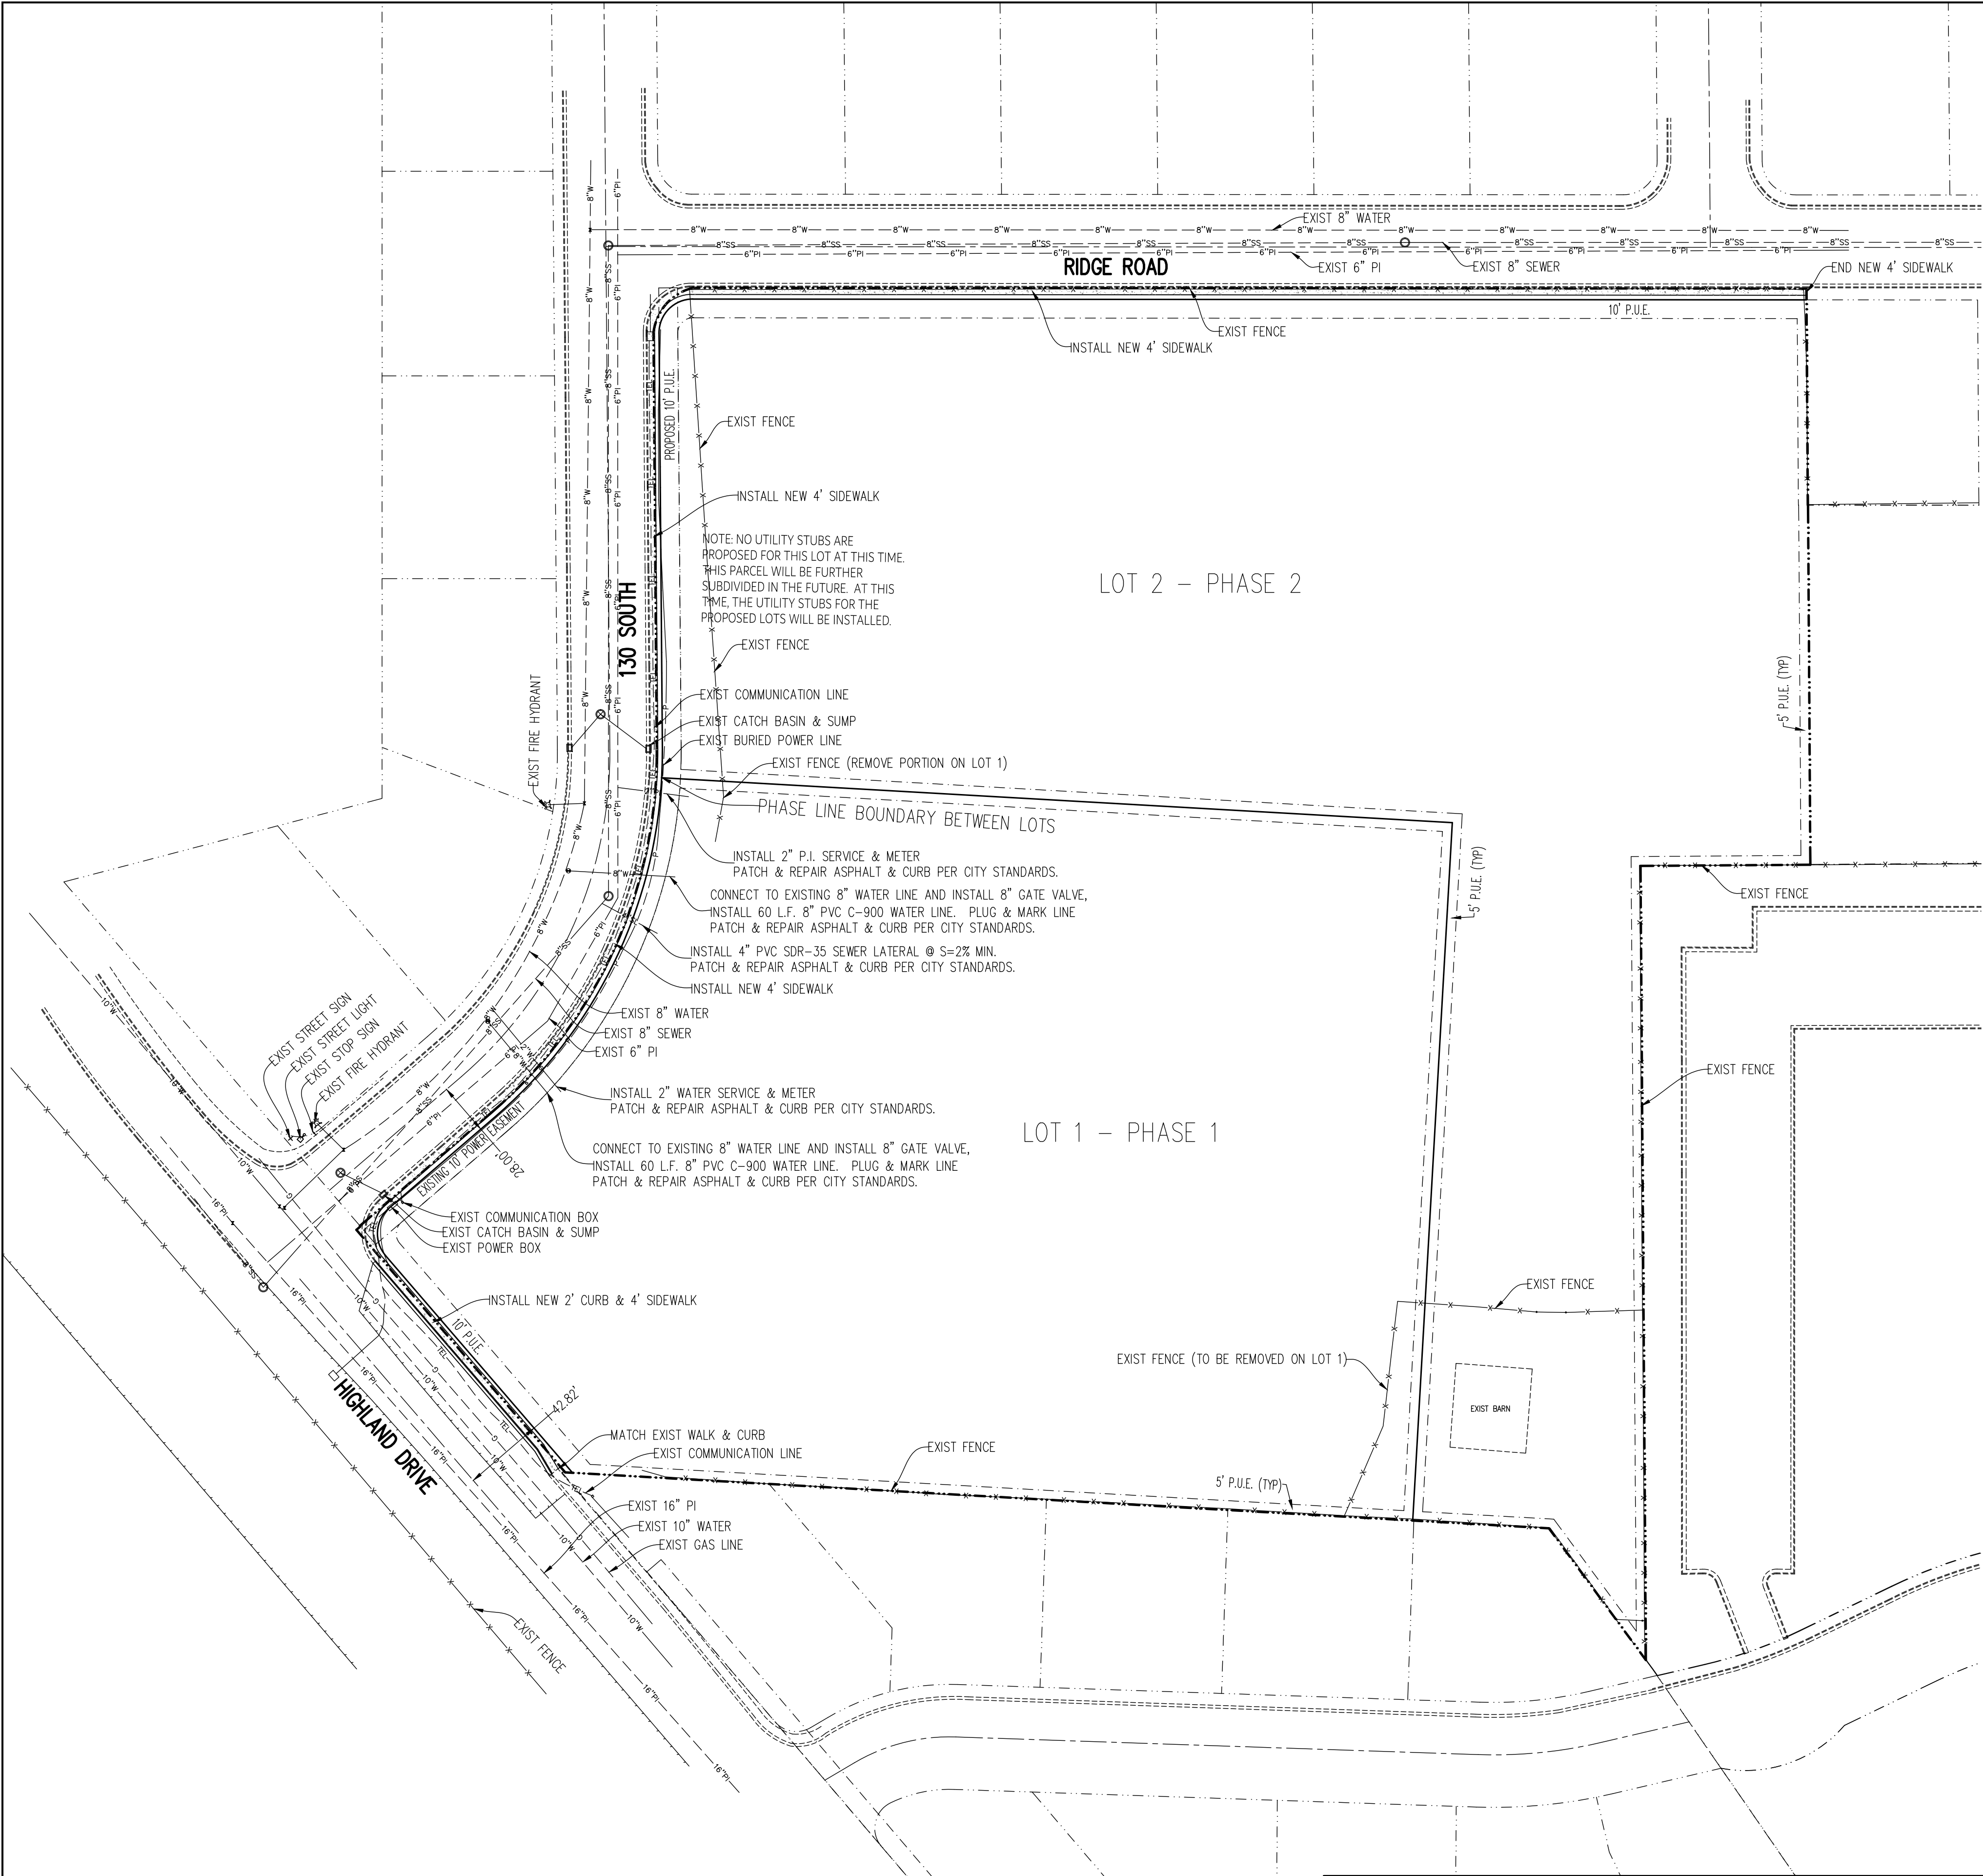 EXIST 8" WATER
RIDGE ROAD
EXIST 6" PI
EXIST 8" SEWER
END NEW 4' SIDEWALK
10' P.U.E.
EXIST FENCE
INSTALL NEW 4' SIDEWALK
PROPOSED 10' P.U.E.
EXIST FENCE
INSTALL NEW 4' SIDEWALK
NOTE: NO UTILITY STUBS ARE
PROPOSED FOR THIS LOT AT THIS TIME.
THIS PARCEL WILL BE FURTHER
SUBDIVIDED IN THE FUTURE. AT THIS
TIME, THE UTILITY STUBS FOR THE
PROPOSED LOTS WILL BE INSTALLED.
LOT 2 - PHASE 2
130 SOUTH
EXIST FENCE
EXIST FIRE HYDRANT
EXIST COMMUNICATION LINE
EXIST CATCH BASIN & SUMP
EXIST BURIED POWER LINE
EXIST FENCE (REMOVE PORTION ON LOT 1)
5' P.U.E. (TYP)
PHASE LINE BOUNDARY BETWEEN LOTS
INSTALL 2" P.I. SERVICE & METER
PATCH & REPAIR ASPHALT & CURB PER CITY STANDARDS.
CONNECT TO EXISTING 8" WATER LINE AND INSTALL 8" GATE VALVE,
INSTALL 60 L.F. 8" PVC C-900 WATER LINE. PLUG & MARK LINE
PATCH & REPAIR ASPHALT & CURB PER CITY STANDARDS.
5' P.U.E. (TYP)
EXIST FENCE
INSTALL 4" PVC SDR-35 SEWER LATERAL @ S=2% MIN.
PATCH & REPAIR ASPHALT & CURB PER CITY STANDARDS.
INSTALL NEW 4' SIDEWALK
EXIST 8" WATER
EXIST 8" SEWER
EXIST 6" PI
EXIST STREET SIGN
EXIST STREET LIGHT
EXIST STOP SIGN
EXIST FIRE HYDRANT
EXIST FENCE
INSTALL 2" WATER SERVICE & METER
PATCH & REPAIR ASPHALT & CURB PER CITY STANDARDS.
LOT 1 - PHASE 1
EXISTING 10' POWER EASEMENT
28.00'
CONNECT TO EXISTING 8" WATER LINE AND INSTALL 8" GATE VALVE,
INSTALL 60 L.F. 8" PVC C-900 WATER LINE. PLUG & MARK LINE
PATCH & REPAIR ASPHALT & CURB PER CITY STANDARDS.
EXIST COMMUNICATION BOX
EXIST CATCH BASIN & SUMP
EXIST POWER BOX
INSTALL NEW 2' CURB & 4' SIDEWALK
10' P.U.E.
EXIST FENCE
EXIST FENCE (TO BE REMOVED ON LOT 1)
EXIST BARN
HIGHLAND DRIVE
42.82'
MATCH EXIST WALK & CURB
EXIST COMMUNICATION LINE
EXIST FENCE
5' P.U.E. (TYP)
EXIST 16" PI
EXIST 10" WATER
EXIST GAS LINE
EXIST FENCE